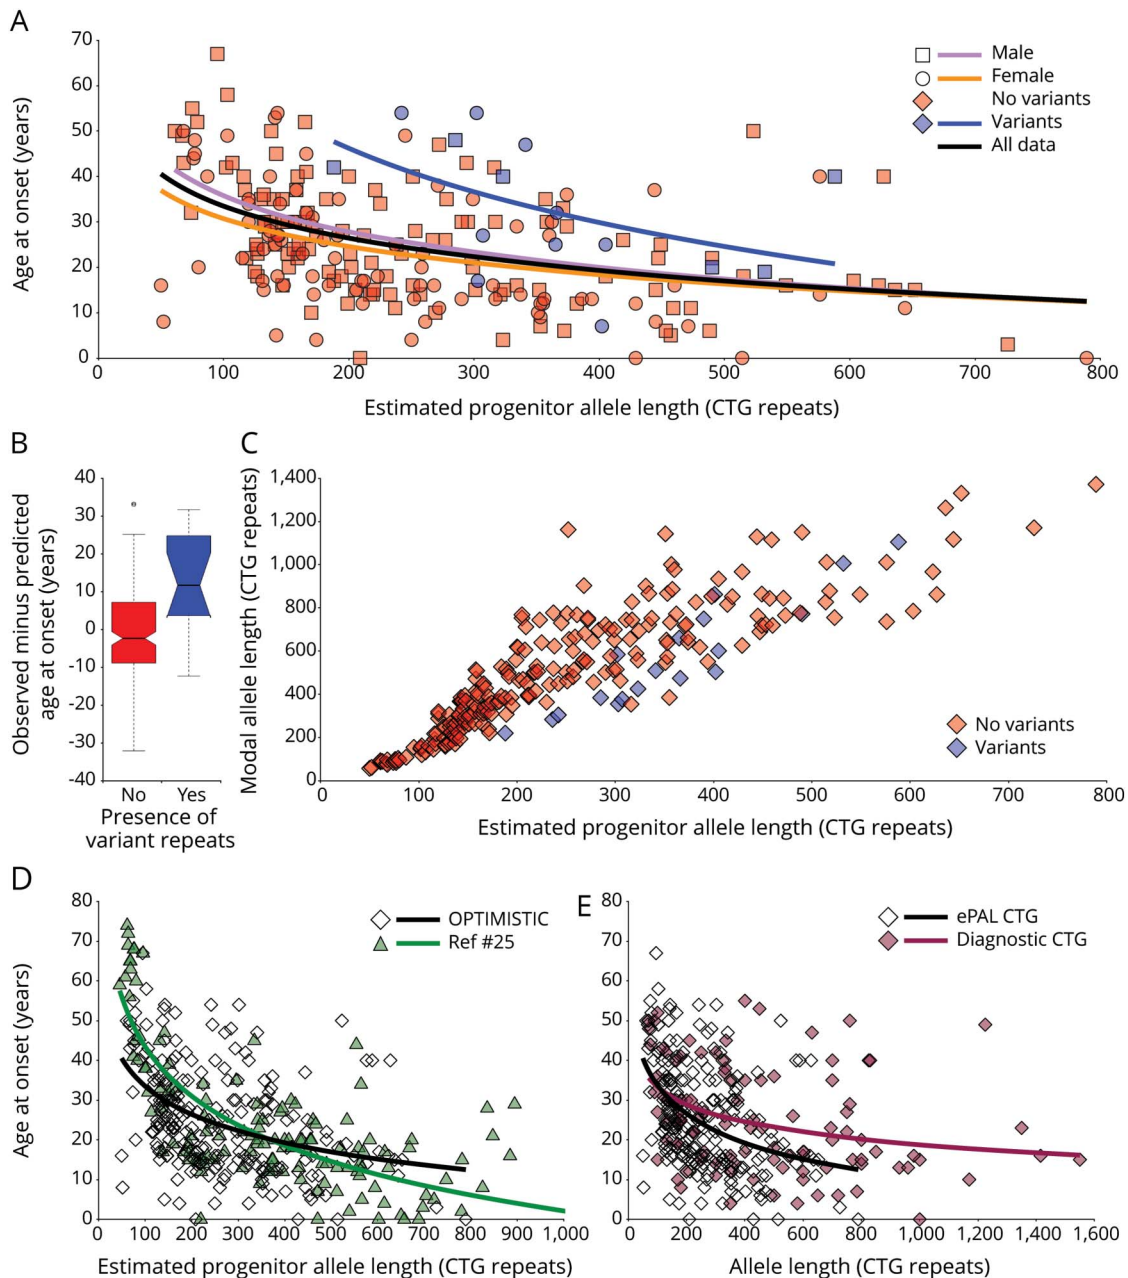 A
70
60
50
40
30
20
10
0
Age at onset (years)
Male
Female
No variants
Variants
All data
0 100 200 300 400 500 600 700 800
Estimated progenitor allele length (CTG repeats)
B
40
30
20
10
0
-10
-20
-30
-40
Observed minus predicted
age at onset (years)
No Yes
Presence of
variant repeats
C
1,400
1,200
1,000
800
600
400
200
0
Modal allele length (CTG repeats)
No variants
Variants
0 100 200 300 400 500 600 700 800
Estimated progenitor allele length (CTG repeats)
D
80
70
60
50
40
30
20
10
0
Age at onset (years)
OPTIMISTIC
Ref #25
0 100 200 300 400 500 600 700 800 900 1,000
Estimated progenitor allele length (CTG repeats)
E
80
70
60
50
40
30
20
10
0
ePAL CTG
Diagnostic CTG
0 200 400 600 800 1,000 1,200 1,400 1,600
Allele length (CTG repeats)